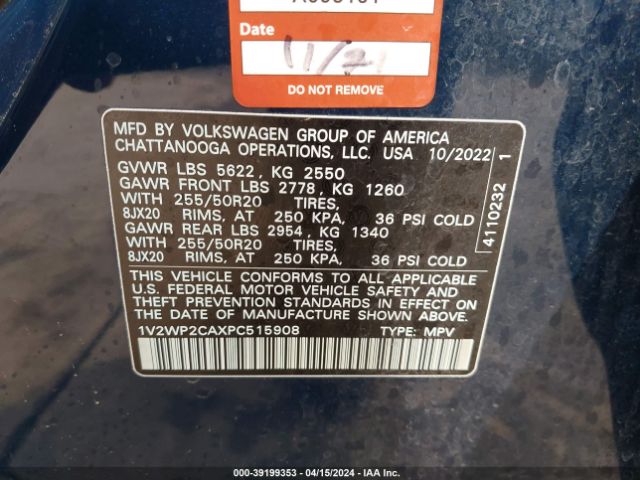 Date
11/21
DO NOT REMOVE
MFD BY VOLKSWAGEN GROUP OF AMERICA
CHATTANOOGA OPERATIONS, LLC. USA 10/2022
GVWR LBS 5622, KG 2550
GAWR FRONT LBS 2778, KG 1260
WITH 255/50R20 TIRES,
8JX20 RIMS, AT 250 KPA, 36 PSI COLD
GAWR REAR LBS 2954, KG 1340
WITH 255/50R20 TIRES,
8JX20 RIMS, AT 250 KPA, 36 PSI COLD
THIS VEHICLE CONFORMS TO ALL APPLICABLE
U.S. FEDERAL MOTOR VEHICLE SAFETY AND
THEFT PREVENTION STANDARDS IN EFFECT ON
THE DATE OF MANUFACTURE SHOWN ABOVE.
1V2WP2CAXPC515908 TYPE: MPV
4110232 1
000-39199353 - 04/15/2024 - IAA Inc.